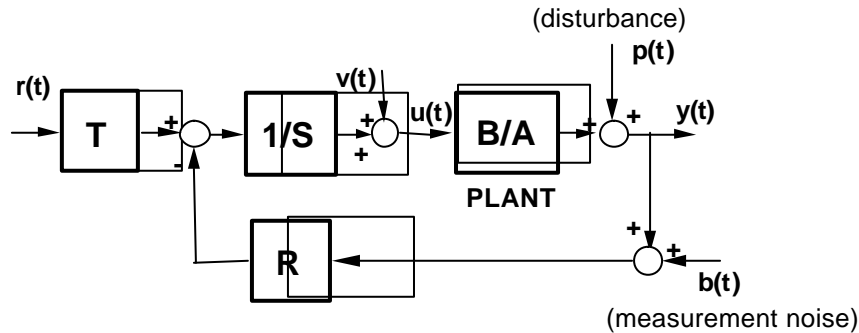 (disturbance)
p(t)
r(t)
v(t)
u(t)
y(t)
T
+
-
1/S
+
+
B/A
+
+
PLANT
R
+
+
b(t)
(measurement noise)